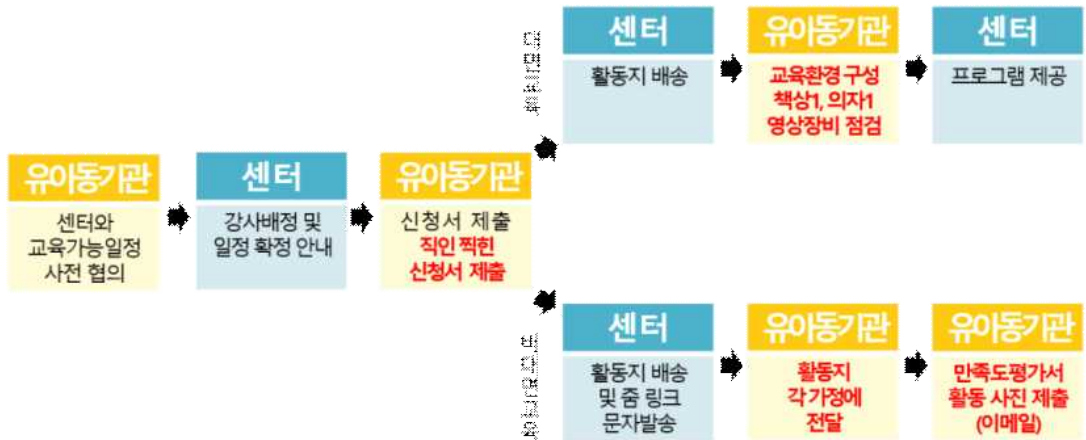 유아동기관
센터와
교육가능일정
사전 협의
센터
강사배정 및
일정 확정 안내
유아동기관
신청서 제출
직인 찍힌
신청서 제출
센터
활동지 배송
유아동기관
교육환경 구성
책상1, 의자1
영상장비 점검
센터
프로그램 제공
센터
활동지 배송
및 줌 링크
문자발송
유아동기관
활동지
각 가정에
전달
유아동기관
만족도평가서
활동 사진 제출
(이메일)